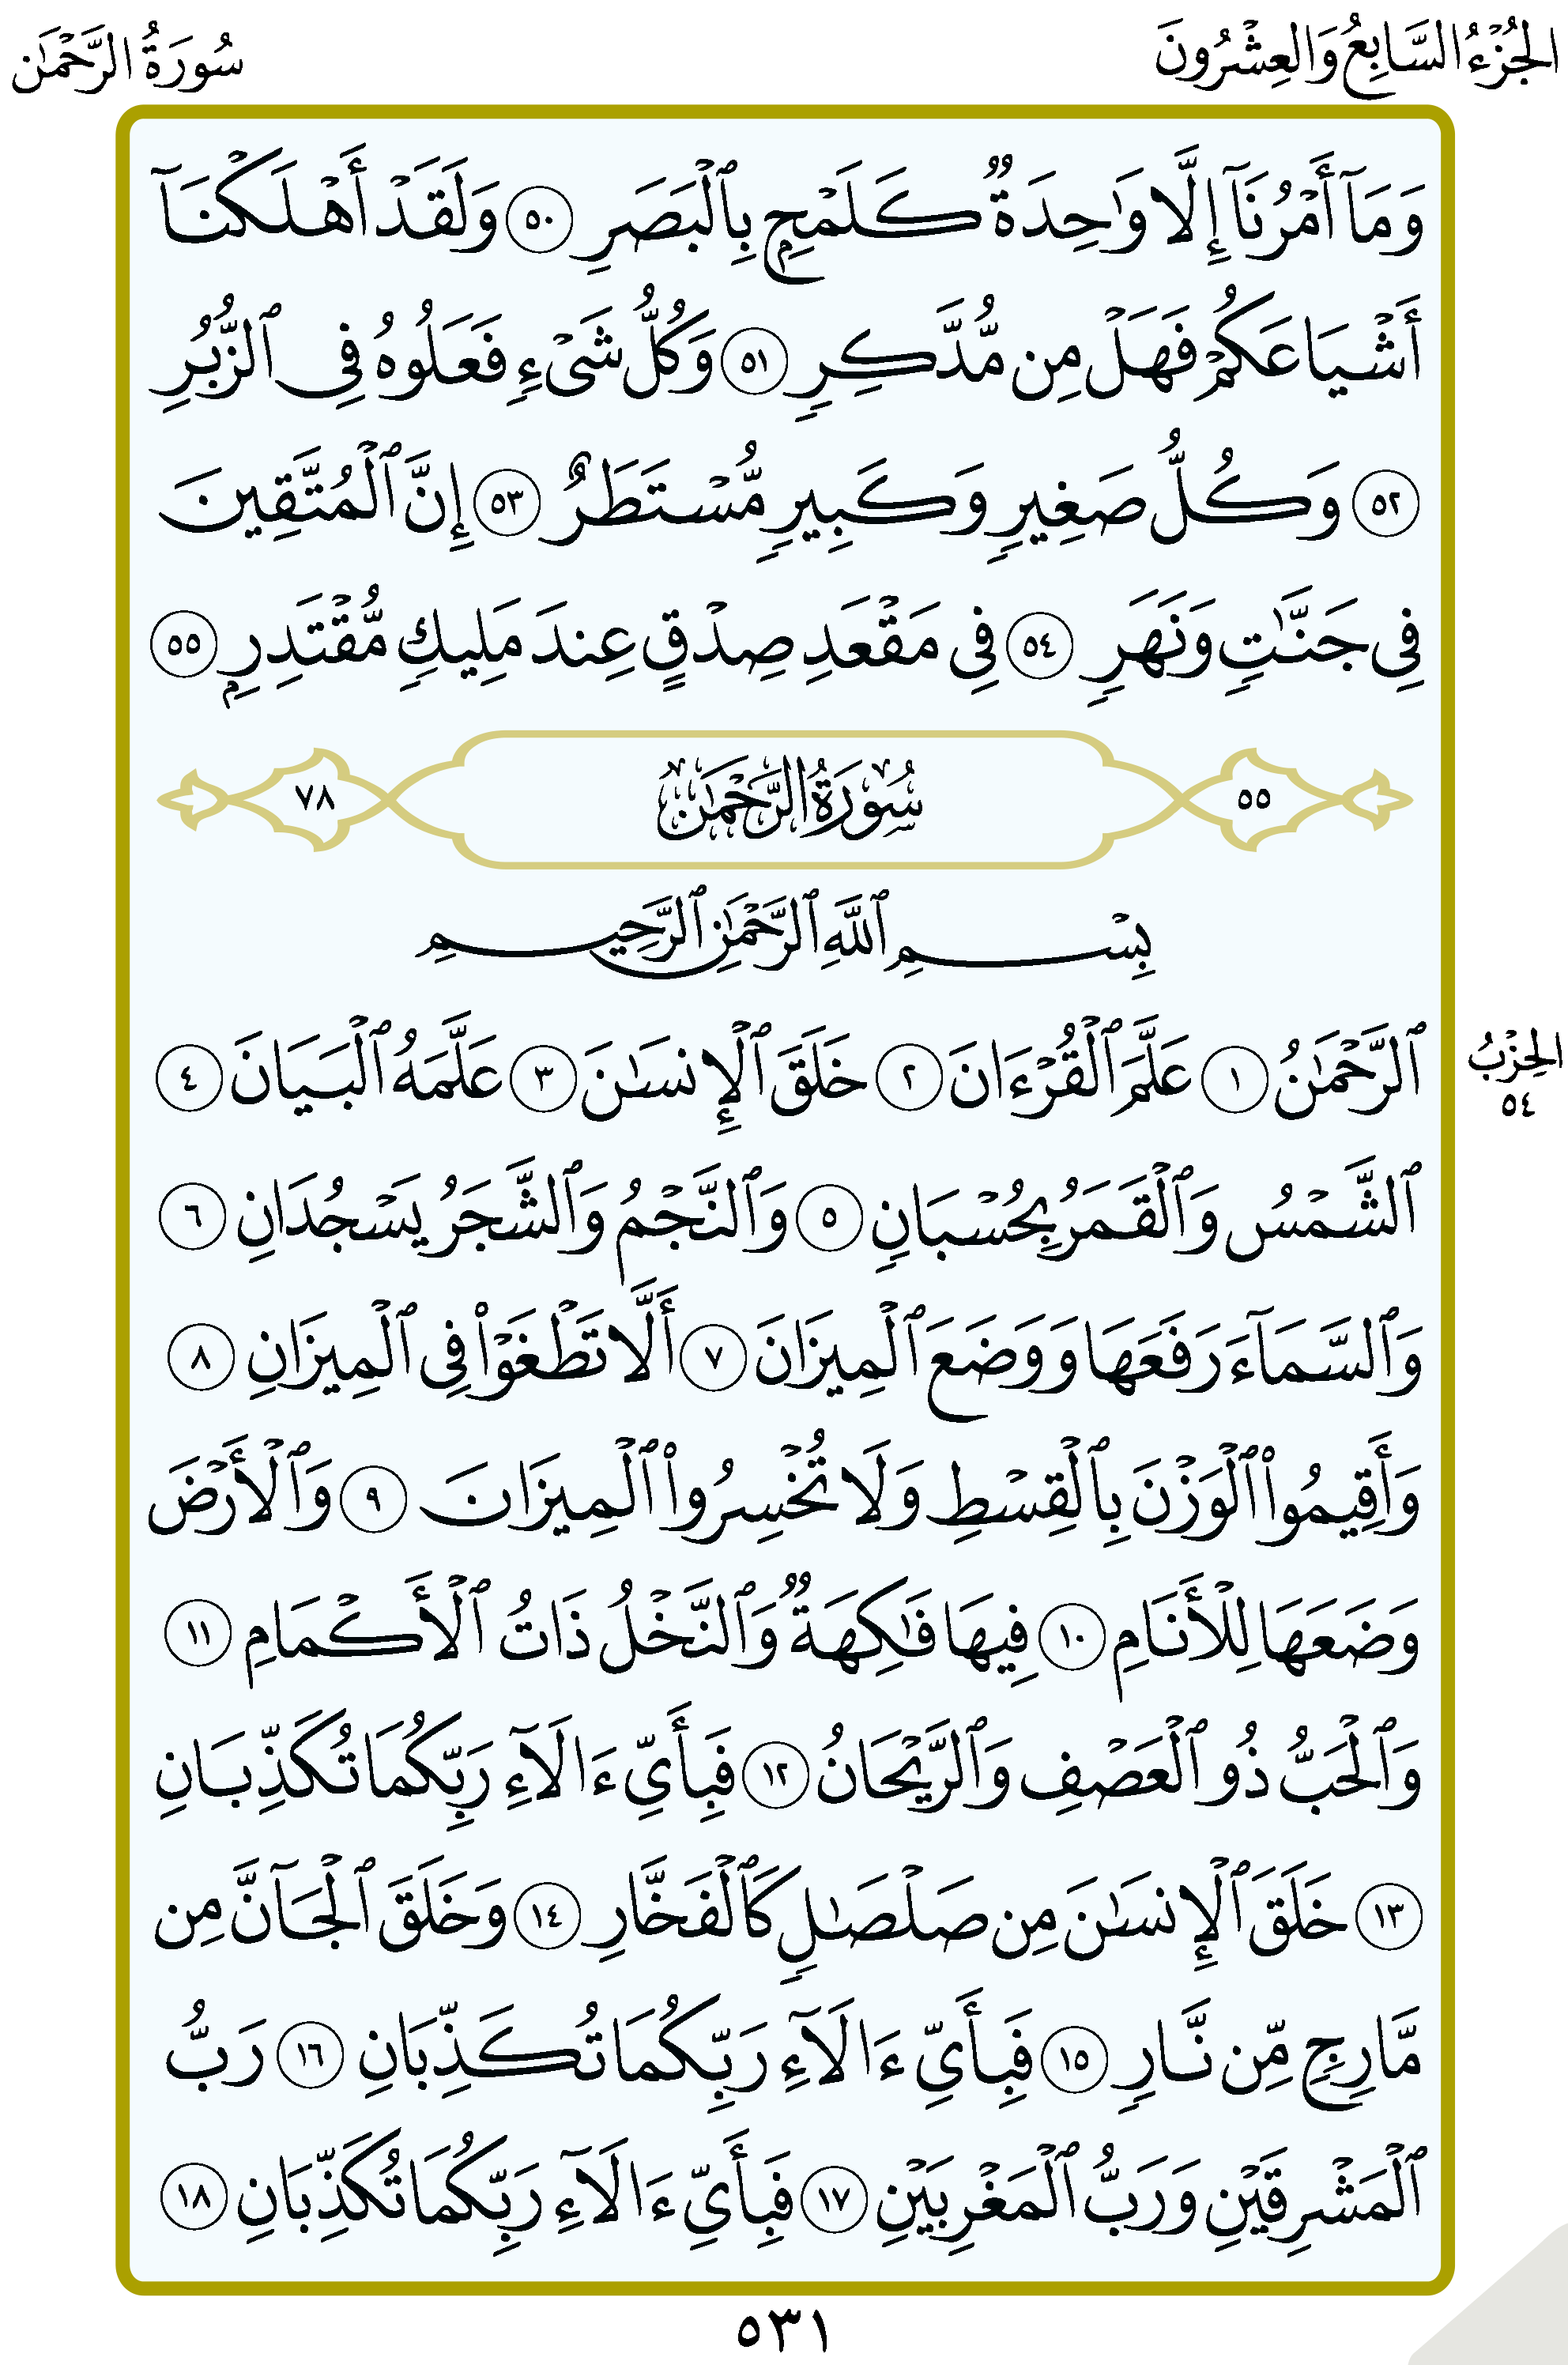 الجُزْءُ السَّابِعُ وَالعِشْرُونَ
سُورَةُ الرَّحْمَٰن
وَمَآ أَمْرُنَآ إِلَّا وَٰحِدَةٌ كَلَمْحِۭ بِٱلْبَصَرِ ٥٠ وَلَقَدْ أَهْلَكْنَآ
أَشْيَاعَكُمْ فَهَلْ مِن مُّدَّكِرٍ ٥١ وَكُلُّ شَىْءٍ فَعَلُوهُ فِى ٱلزُّبُرِ
٥٢ وَكُلُّ صَغِيرٍ وَكَبِيرٍ مُّسْتَطَرٌ ٥٣ إِنَّ ٱلْمُتَّقِينَ
فِى جَنَّٰتٍ وَنَهَرٍ ٥٤ فِى مَقْعَدِ صِدْقٍ عِندَ مَلِيكٍ مُّقْتَدِرِۭ ٥٥
٥٥ سُورَةُ الرَّحْمَٰن ٧٨
بِسْمِ ٱللَّهِ ٱلرَّحْمَٰنِ ٱلرَّحِيمِ
ٱلرَّحْمَٰنُ ١ عَلَّمَ ٱلْقُرْءَانَ ٢ خَلَقَ ٱلْإِنسَٰنَ ٣ عَلَّمَهُ ٱلْبَيَانَ ٤
الحِزْبُ
٥٤
ٱلشَّمْسُ وَٱلْقَمَرُ بِحُسْبَانٍ ٥ وَٱلنَّجْمُ وَٱلشَّجَرُ يَسْجُدَانِ ٦
وَٱلسَّمَآءَ رَفَعَهَا وَوَضَعَ ٱلْمِيزَانَ ٧ أَلَّا تَطْغَوْا۟ فِى ٱلْمِيزَانِ ٨
وَأَقِيمُوا۟ ٱلْوَزْنَ بِٱلْقِسْطِ وَلَا تُخْسِرُوا۟ ٱلْمِيزَانَ ٩ وَٱلْأَرْضَ
وَضَعَهَا لِلْأَنَامِ ١٠ فِيهَا فَٰكِهَةٌ وَٱلنَّخْلُ ذَاتُ ٱلْأَكْمَامِ ١١
وَٱلْحَبُّ ذُو ٱلْعَصْفِ وَٱلرَّيْحَانُ ١٢ فَبِأَىِّ ءَالَآءِ رَبِّكُمَا تُكَذِّبَانِ
١٣ خَلَقَ ٱلْإِنسَٰنَ مِن صَلْصَٰلٍ كَٱلْفَخَّارِ ١٤ وَخَلَقَ ٱلْجَآنَّ مِن
مَّارِجٍ مِّن نَّارٍ ١٥ فَبِأَىِّ ءَالَآءِ رَبِّكُمَا تُكَذِّبَانِ ١٦ رَبُّ
ٱلْمَشْرِقَيْنِ وَرَبُّ ٱلْمَغْرِبَيْنِ ١٧ فَبِأَىِّ ءَالَآءِ رَبِّكُمَا تُكَذِّبَانِ ١٨
٥٣١